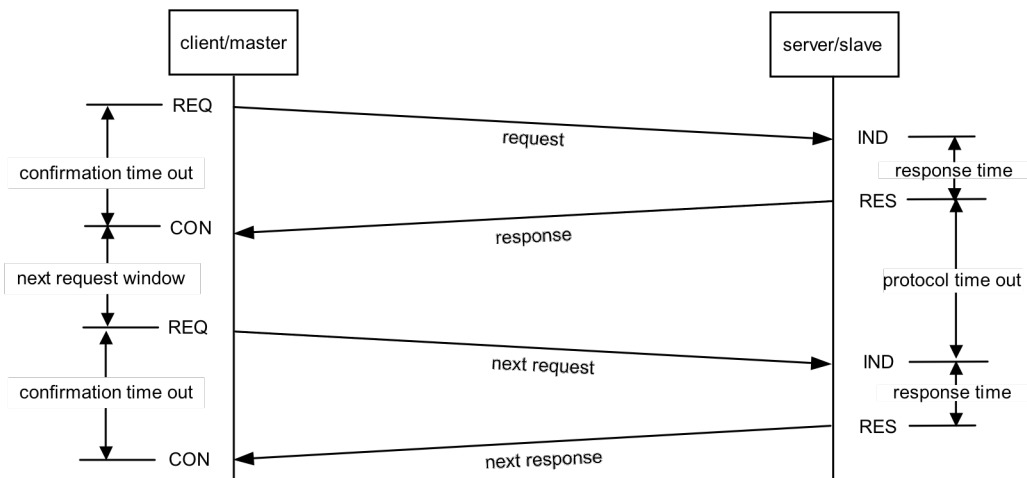 client/master
server/slave
REQ
request
IND
confirmation time out
response time
RES
CON
response
next request window
protocol time out
REQ
next request
IND
confirmation time out
response time
RES
CON
next response